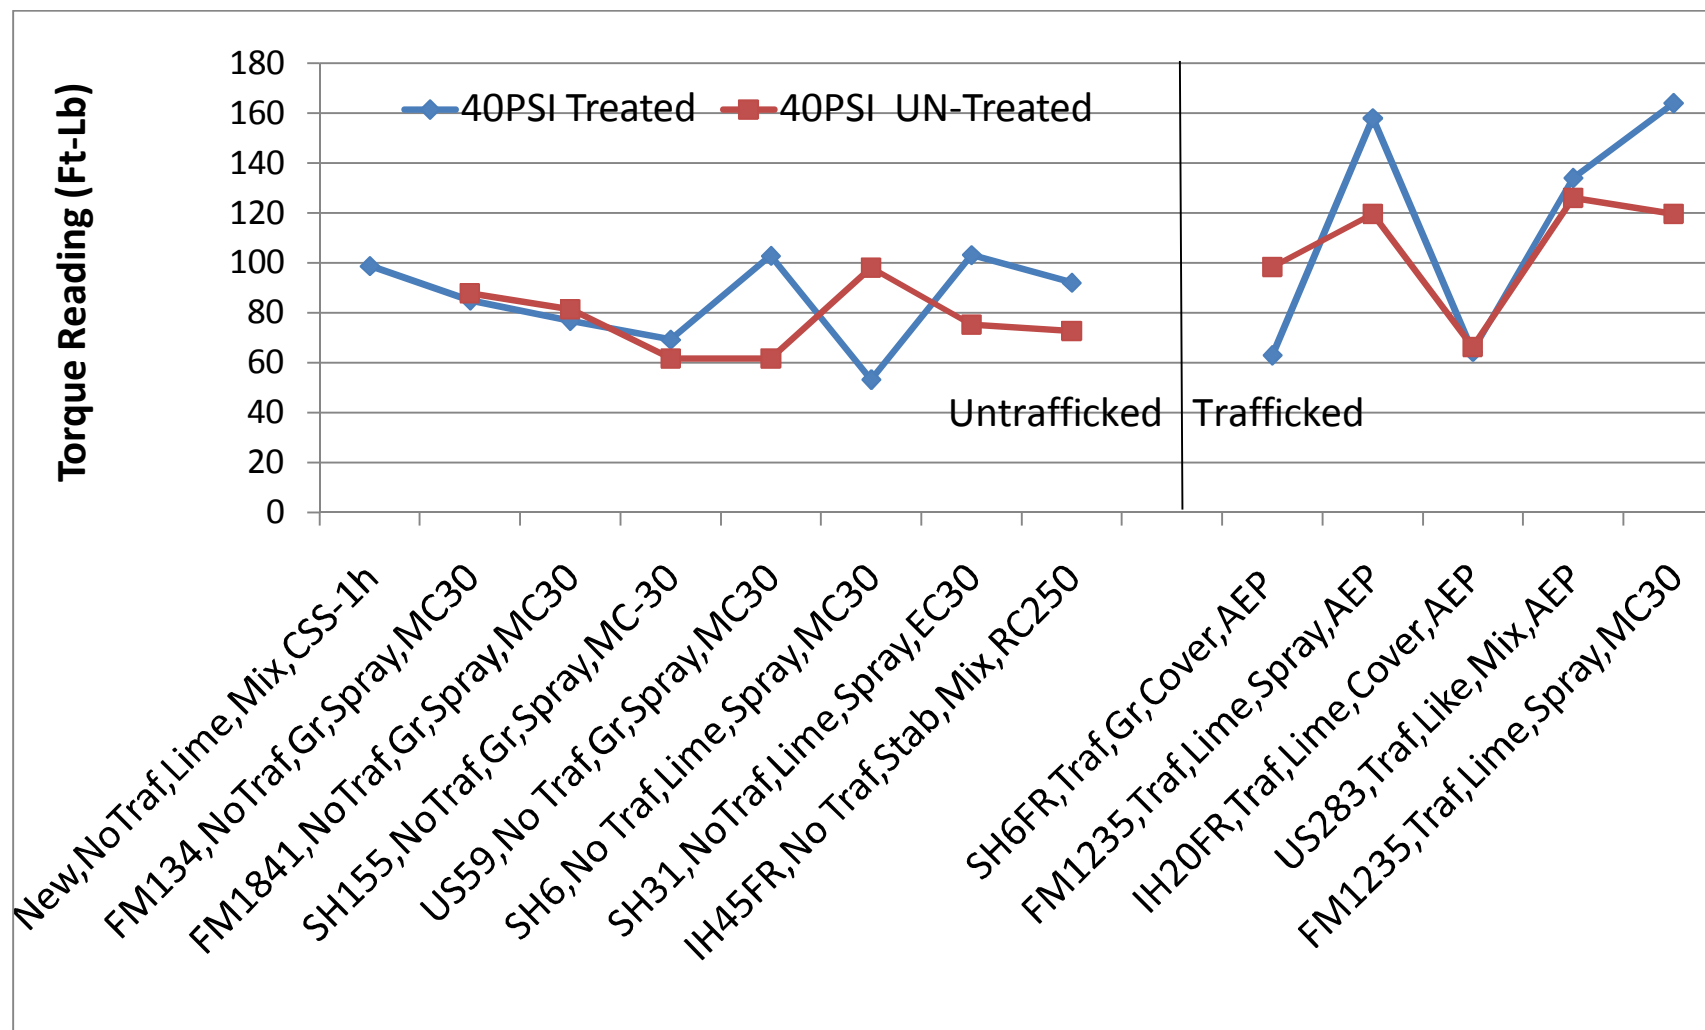 Torque Reading (Ft-Lb)
180
160
140
120
100
80
60
40
20
0
40PSI Treated
40PSI  UN-Treated
Untrafficked
Trafficked
New,NoTraf,Lime,Mix,CSS-1h
FM134,NoTraf,Gr,Spray,MC30
FM1841,NoTraf,Gr,Spray,MC30
SH155,NoTraf,Gr,Spray,MC-30
US59,No Traf,Gr,Spray,MC30
SH6,No Traf,Lime,Spray,MC30
SH31,NoTraf,Lime,Spray,EC30
IH45FR,No Traf,Stab,Mix,RC250
SH6FR,Traf,Gr,Cover,AEP
FM1235,Traf,Lime,Spray,AEP
IH20FR,Traf,Lime,Cover,AEP
US283,Traf,Like,Mix,AEP
FM1235,Traf,Lime,Spray,MC30